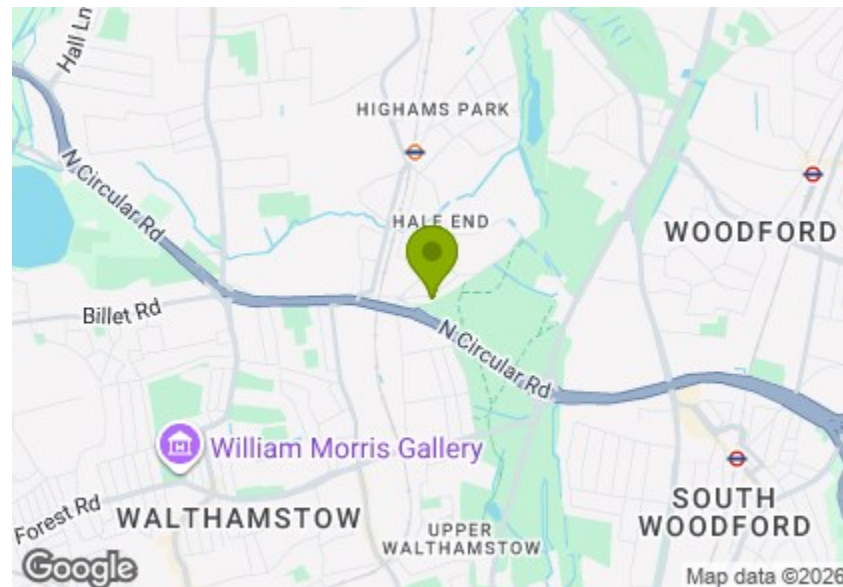 Hall Ln
HIGHAMS PARK
N Circular Rd
HALE END
WOODFORD
Billet Rd
N Circular Rd
William Morris Gallery
Forest Rd
WALTHAMSTOW
SOUTH
WOODFORD
UPPER
WALTHAMSTOW
Google
Map data ©2026